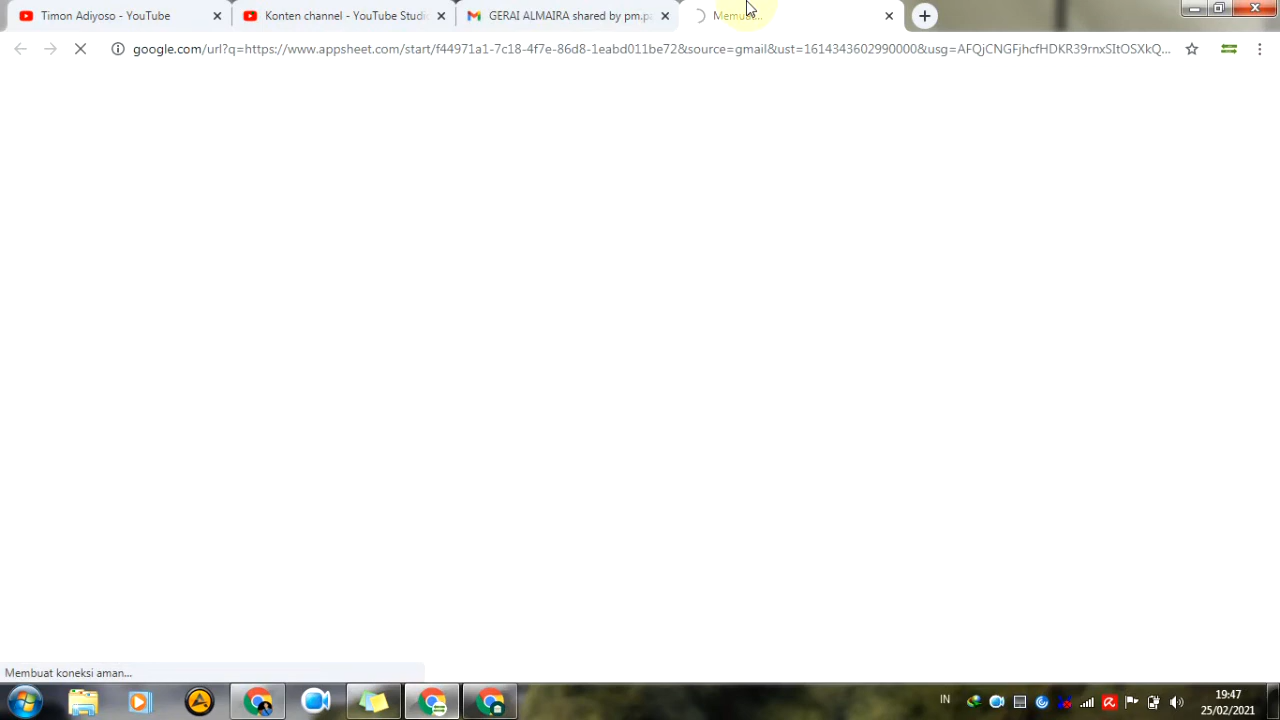 Timon Adiyoso - YouTube
Konten channel - YouTube Studi
GERAI ALMAIRA shared by pm.pa
google.com/url?q=https://www.appsheet.com/start/f44971a1-7c18-4f7e-86d8-1eabd011be72&source=gmail&ust=1614343602990000&usg=AFQjCNGFjhcfHDKR39rnxSItOSXkQ...
Membuat koneksi aman...
IN
19:47
25/02/2021